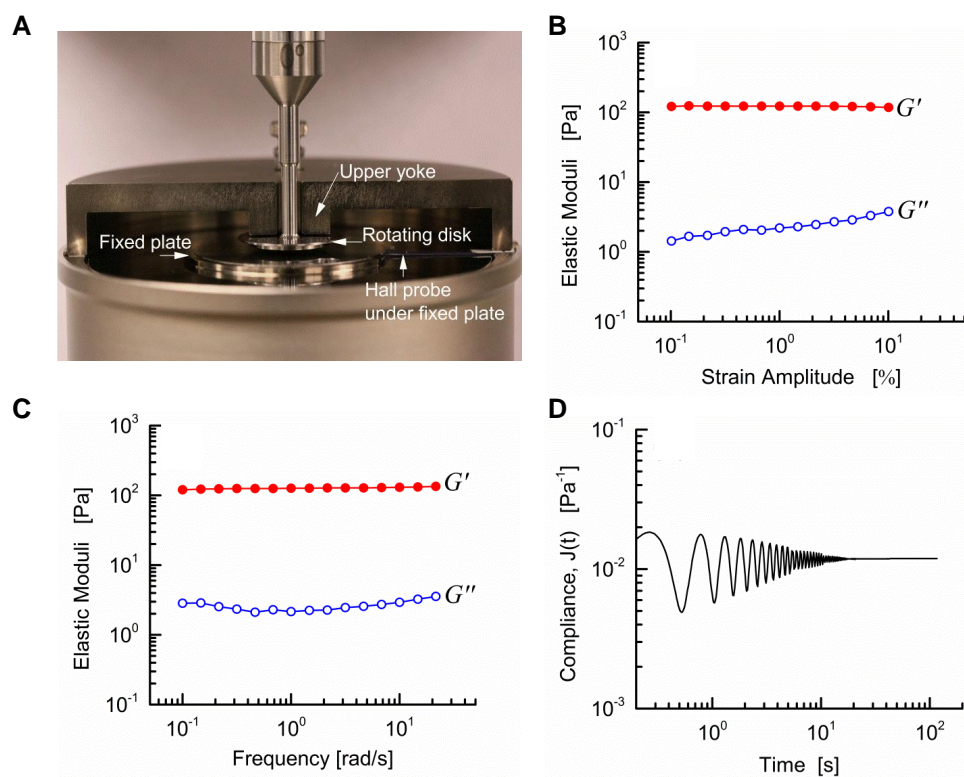 A
Upper yoke
Fixed plate
Rotating disk
Hall probe
under fixed plate
B
Elastic Moduli [Pa]
10³
10²
10¹
10⁰
10⁻¹
G′
G″
10⁻¹ 10⁰ 10¹
Strain Amplitude [%]
C
Elastic Moduli [Pa]
10³
10²
10¹
10⁰
10⁻¹
G′
G″
10⁻¹ 10⁰ 10¹
Frequency [rad/s]
D
Compliance, J(t) [Pa⁻¹]
10⁻¹
10⁻²
10⁻³
10⁰ 10¹ 10²
Time [s]